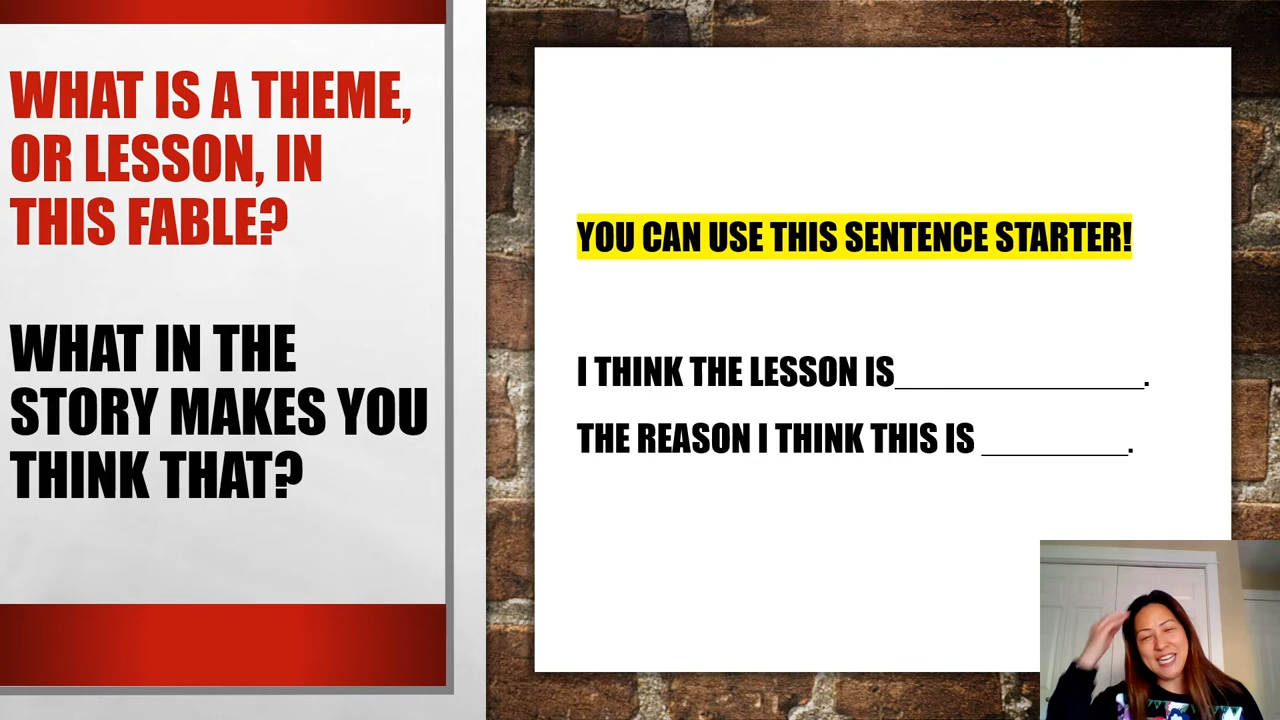 WHAT IS A THEME,
OR LESSON, IN
THIS FABLE?
WHAT IN THE
STORY MAKES YOU
THINK THAT?
YOU CAN USE THIS SENTENCE STARTER!
I THINK THE LESSON IS_________________.
THE REASON I THINK THIS IS __________.